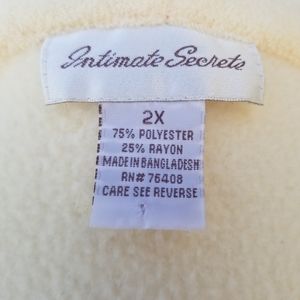 Intimate Secrets
2X
75% POLYESTER
25% RAYON
MADE IN BANGLADESH
RN# 76408
CARE SEE REVERSE